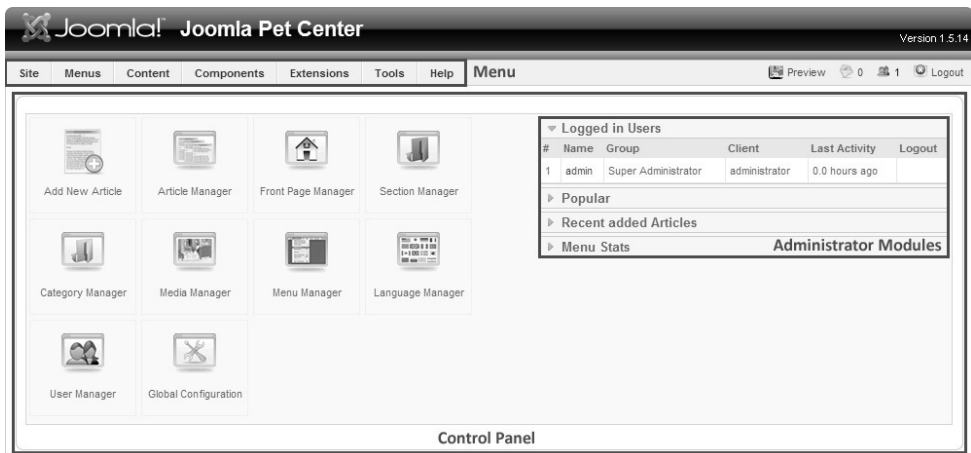 Joomla! Joomla Pet Center
Version 1.5.14
Site Menus Content Components Extensions Tools Help Menu Preview 0 1 Logout
Add New Article Article Manager Front Page Manager Section Manager
Category Manager Media Manager Menu Manager Language Manager
User Manager Global Configuration
Logged in Users
# Name Group Client Last Activity Logout
1 admin Super Administrator administrator 0.0 hours ago
Popular
Recent added Articles
Menu Stats Administrator Modules
Control Panel